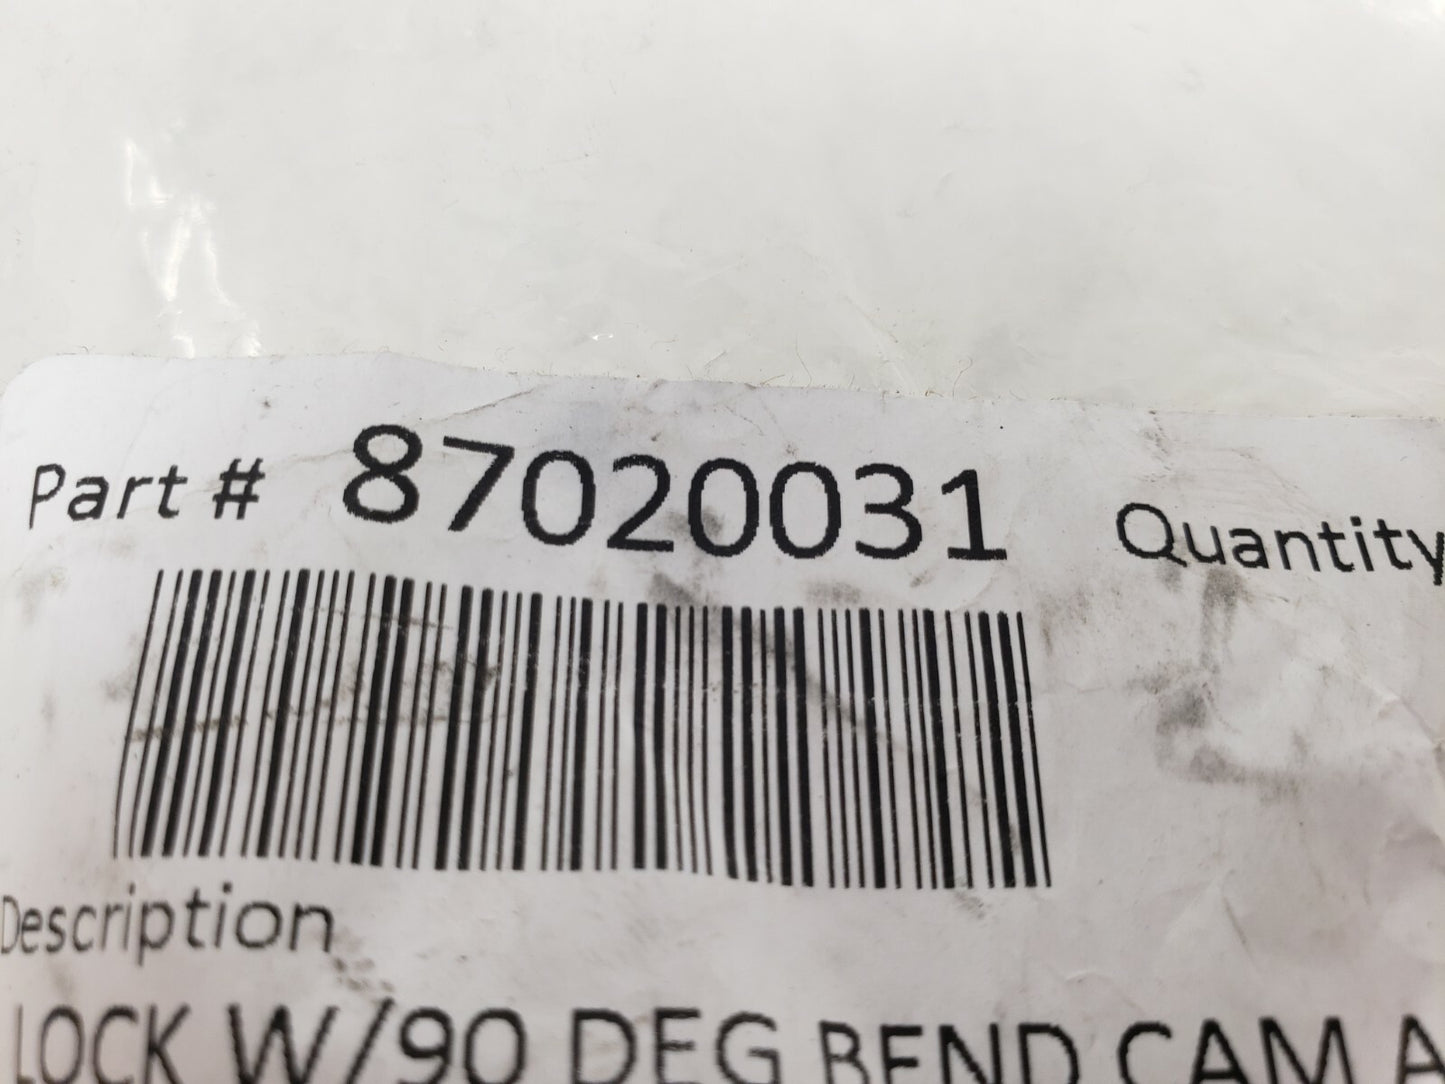 Part # 87020031 Quantity
Description
LOCK W/90 DEG BEND CAM A